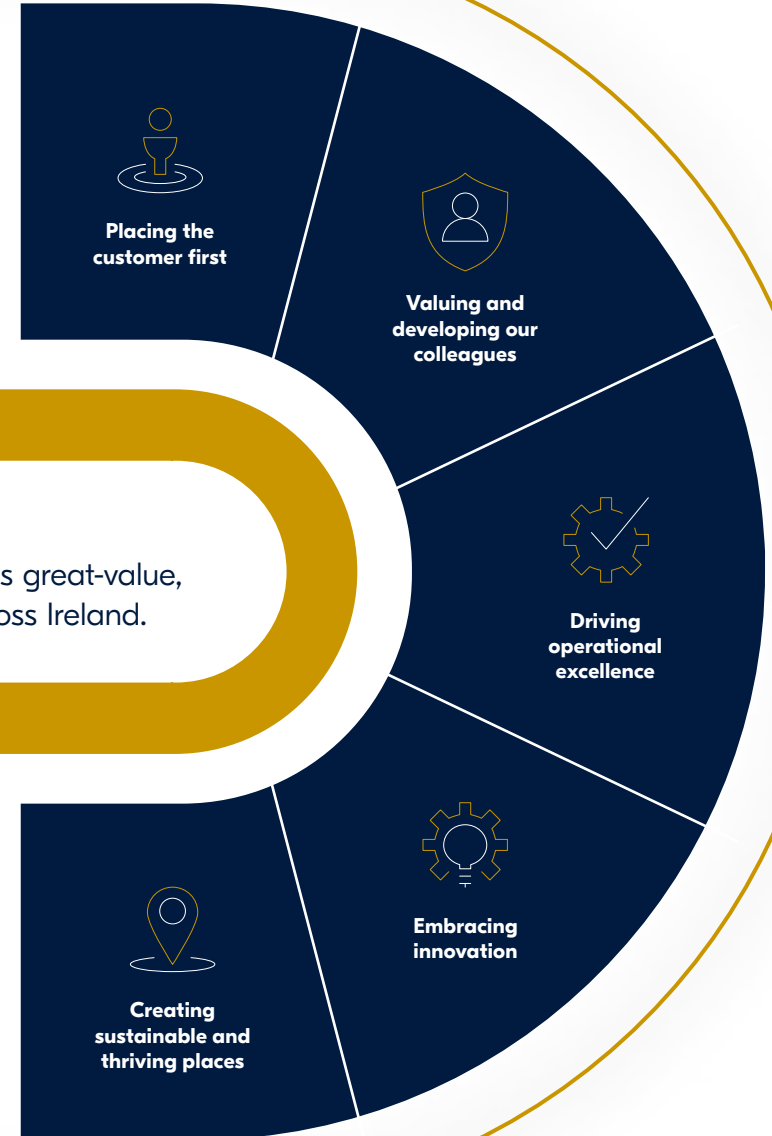 Placing the
customer first
Valuing and
developing our
colleagues
s great-value,
oss Ireland.
Driving
operational
excellence
Embracing
innovation
Creating
sustainable and
thriving places